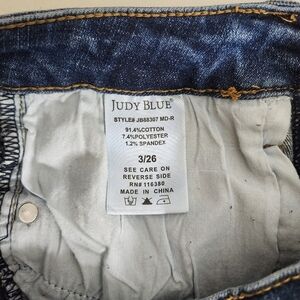 JUDY BLUE®
STYLE# JB88307 MD-R
91.4%COTTON
7.4%POLYESTER
1.2% SPANDEX
3/26
SEE CARE ON
REVERSE SIDE
RN#116380
MADE IN CHINA